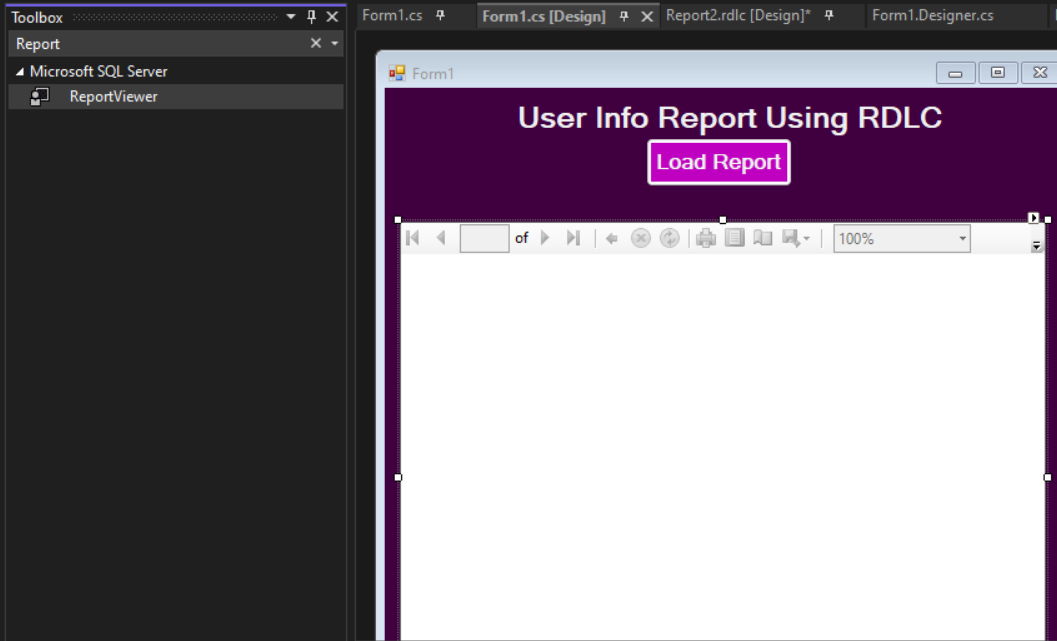 Toolbox
Report
Microsoft SQL Server
ReportViewer
Form1.cs Form1.cs [Design] Report2.rdlc [Design]* Form1.Designer.cs
Form1
User Info Report Using RDLC
Load Report
of 100%